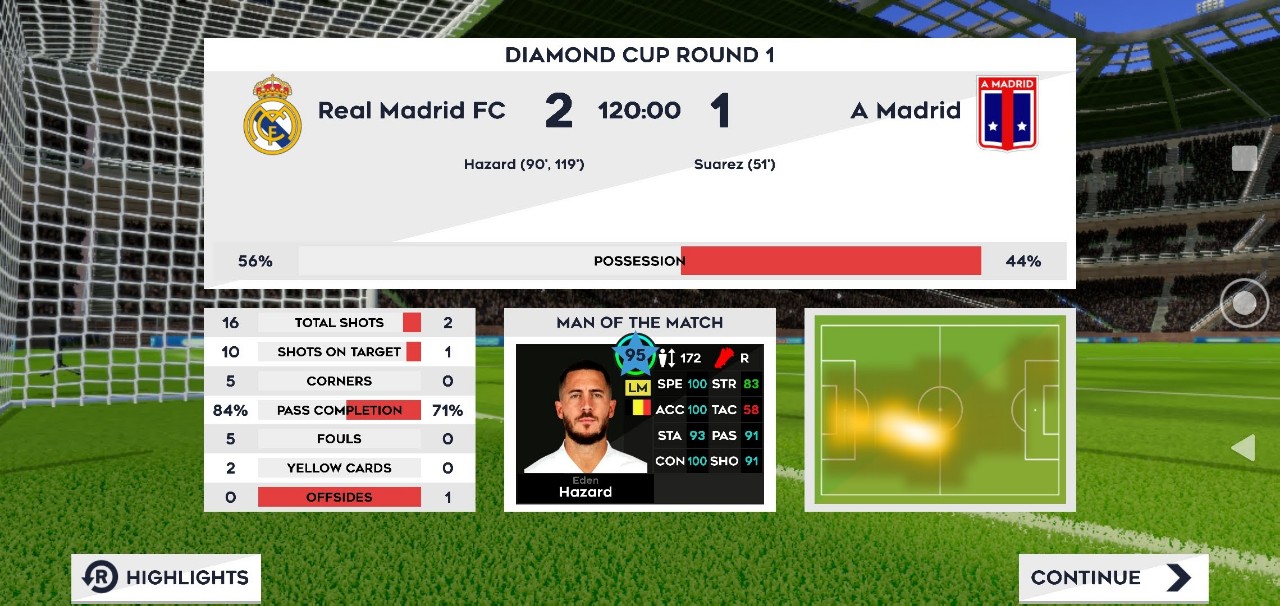 DIAMOND CUP ROUND 1
Real Madrid FC 2 120:00 1 A Madrid
A MADRID
Hazard (90', 119') Suarez (51')
56% POSSESSION 44%
16 TOTAL SHOTS 2
10 SHOTS ON TARGET 1
5 CORNERS 0
84% PASS COMPLETION 71%
5 FOULS 0
2 YELLOW CARDS 0
0 OFFSIDES 1
MAN OF THE MATCH
95 172 R
LM SPE 100 STR 83
ACC 100 TAC 58
STA 93 PAS 91
CON 100 SHO 91
Eden
Hazard
R HIGHLIGHTS
CONTINUE